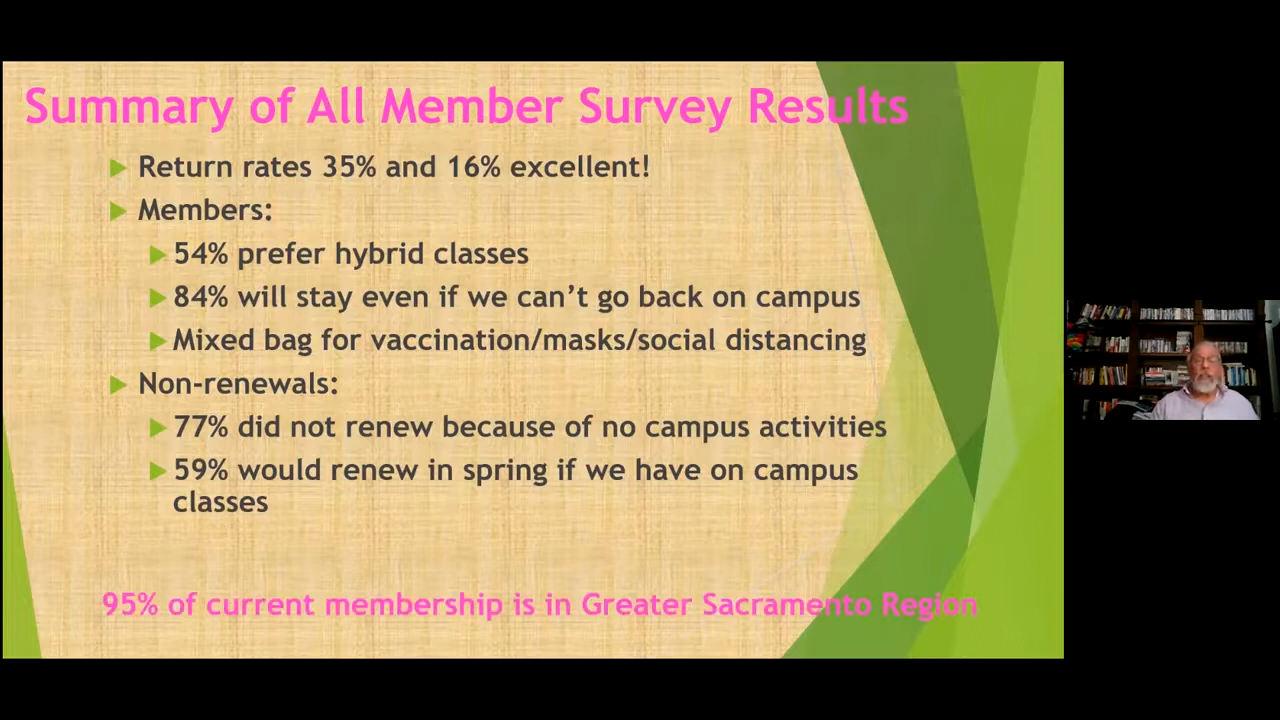 Summary of All Member Survey Results
Return rates 35% and 16% excellent!
Members:
54% prefer hybrid classes
84% will stay even if we can’t go back on campus
Mixed bag for vaccination/masks/social distancing
Non-renewals:
77% did not renew because of no campus activities
59% would renew in spring if we have on campus
classes
95% of current membership is in Greater Sacramento Region